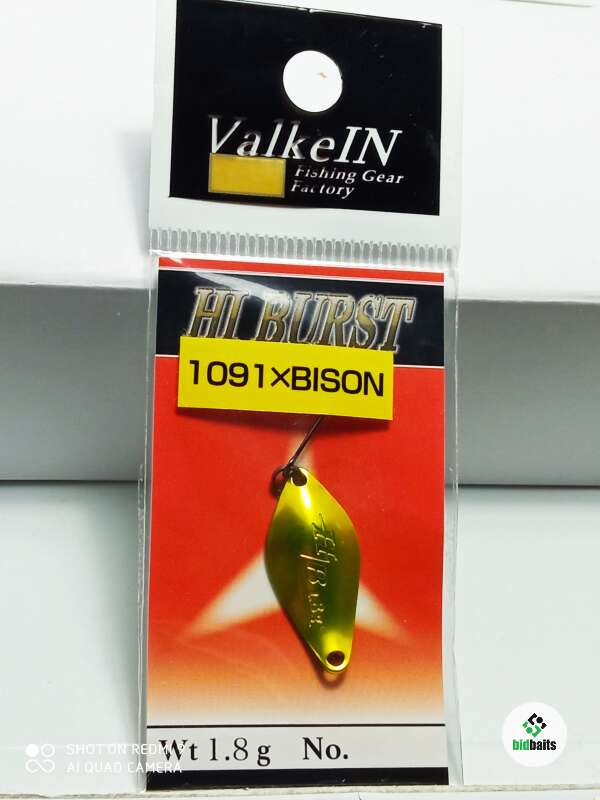 ValkeIN
Fishing Gear
Factory
HI BURST
1091×BISON
Wt 1.8g No.
SHOT ON REDMI 9
AI QUAD CAMERA
bidbaits